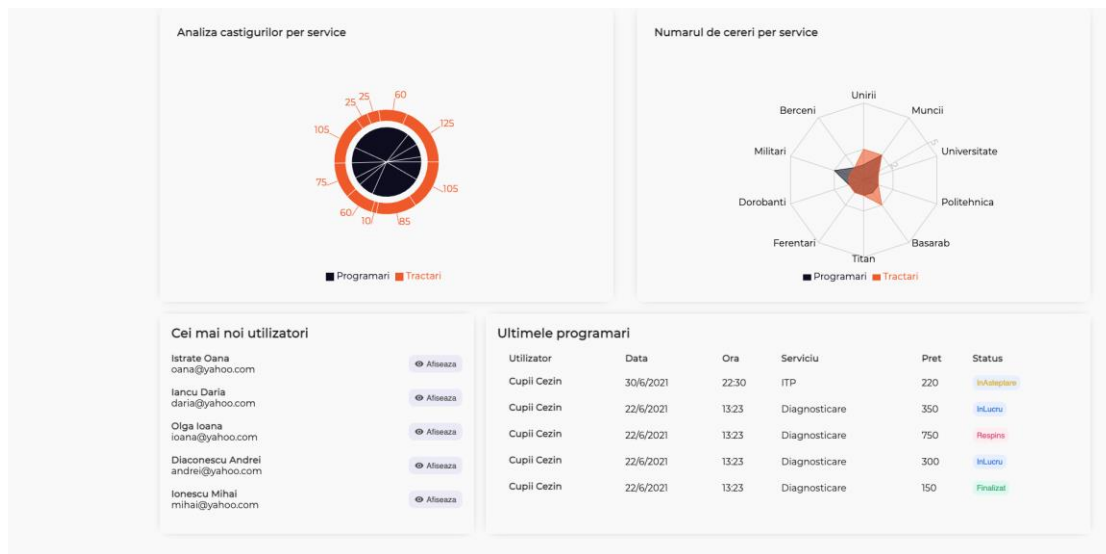 Analiza castigurilor per service
25
25
60
105
125
75
105
60
10
85
Programari Tractari
Numarul de cereri per service
Unirii
Berceni
Muncii
Militari
Universitate
Dorobanti
Politehnica
Ferentari
Basarab
Titan
Programari Tractari
Cei mai noi utilizatori
Istrate Oana
oana@yahoo.com
Afiseaza
Iancu Daria
daria@yahoo.com
Afiseaza
Olga Ioana
ioana@yahoo.com
Afiseaza
Diaconescu Andrei
andrei@yahoo.com
Afiseaza
Ionescu Mihai
mihai@yahoo.com
Afiseaza
Ultimele programari
Utilizator Data Ora Serviciu Pret Status
Cupii Cezin 30/6/2021 22:30 ITP 220 InAsteptare
Cupii Cezin 22/6/2021 13:23 Diagnosticare 350 InLucru
Cupii Cezin 22/6/2021 13:23 Diagnosticare 750 Respins
Cupii Cezin 22/6/2021 13:23 Diagnosticare 300 InLucru
Cupii Cezin 22/6/2021 13:23 Diagnosticare 150 Finalizat